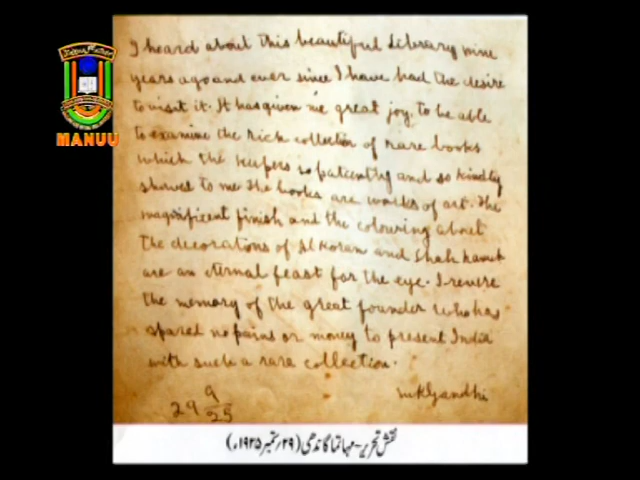 MANUU
I heard about this beautiful Library nine
years ago and ever since I have had the desire
to visit it. It has given me great joy to be able
to examine the rich collection of rare books
which the keepers so patiently and so kindly
showed to me. The books are works of art. The
magnificent finish and the colouring about
the decorations of Al Koran and Shah Namah
are an eternal feast for the eye. I revere
the memory of the great founder who has
spared no pains or money to present India
with such a rare collection.
MKGandhi
29 9/25
نقش تحریر-مہاتما گاندھی (۲۹/ستمبر ۱۹۲۵ء)